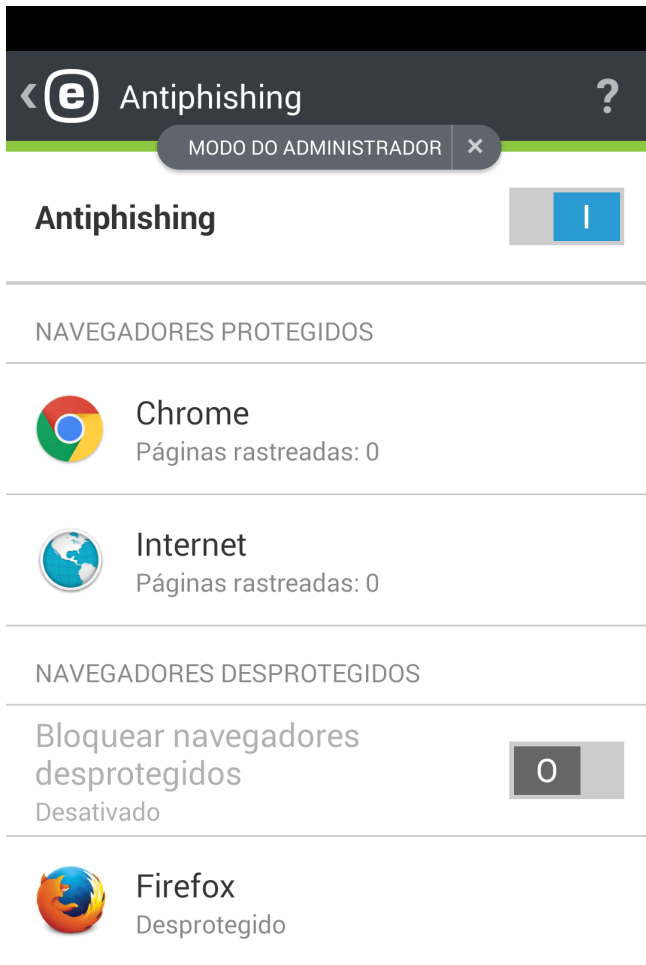 e Antiphishing ?
MODO DO ADMINISTRADOR ×
Antiphishing I
NAVEGADORES PROTEGIDOS
Chrome
Páginas rastreadas: 0
Internet
Páginas rastreadas: 0
NAVEGADORES DESPROTEGIDOS
Bloquear navegadores
desprotegidos
O
Desativado
Firefox
Desprotegido